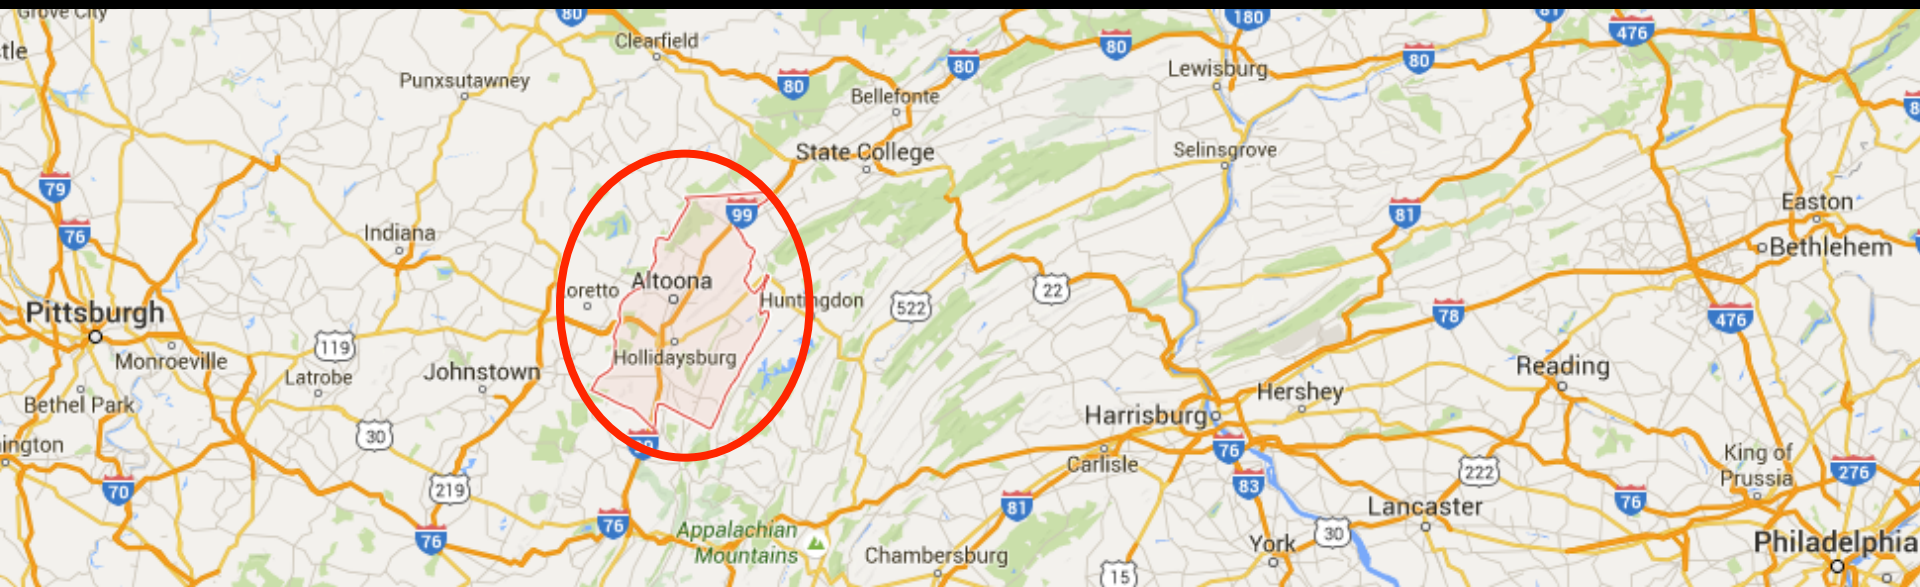 Grove City
80
180
81
476
Clearfield
80
80
tle
80
Lewisburg
80
Punxsutawney
Bellefonte
State College
Selinsgrove
79
99
81
Easton
76
Indiana
Bethlehem
Altoona
oretto
22
Huntingdon
522
Pittsburgh
78
476
119
Monroeville
Hollidaysburg
Latrobe
Johnstown
Reading
Hershey
Bethel Park
Harrisburg
30
ington
76
Carlisle
King of
Prussia
222
276
70
219
83
81
76
Lancaster
76
Appalachian
Mountains
76
30
York
Philadelphia
Chambersburg
15